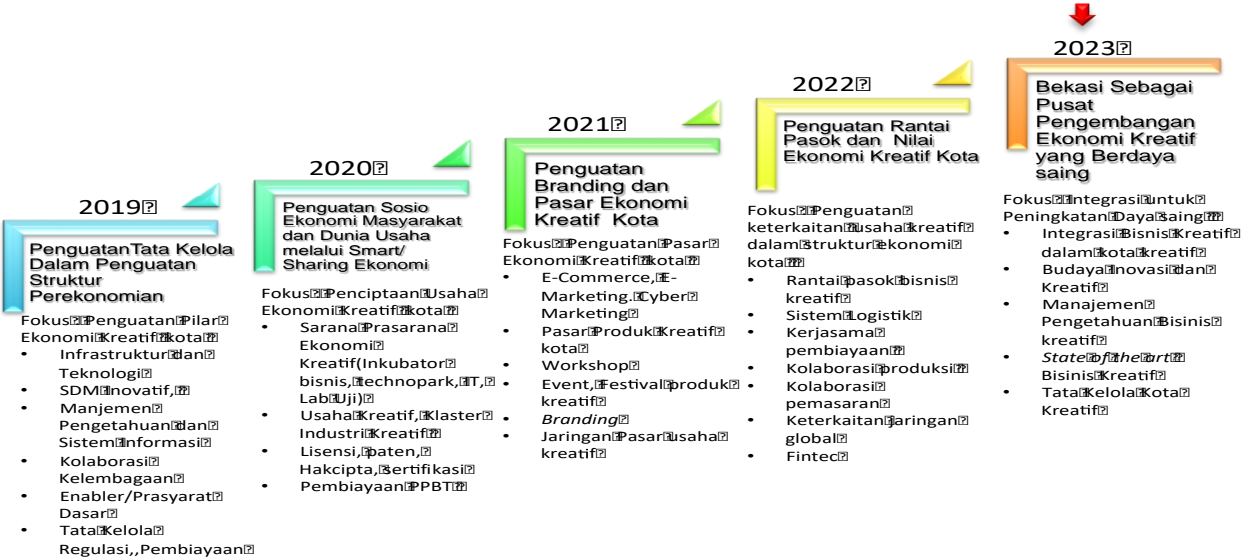 2019
PenguatanTata Kelola
Dalam Penguatan
Struktur
Perekonomian
Fokus : Penguatan Pilar
Ekonomi Kreatif kota
• Infrastruktur dan
Teknologi
• SDM Inovatif,
• Manjemen
Pengetahuan dan
Sistem Informasi
• Kolaborasi
Kelembagaan
• Enabler/Prasyarat
Dasar
• Tata Kelola
Regulasi,,Pembiayaan
2020
Penguatan Sosio
Ekonomi Masyarakat
dan Dunia Usaha
melalui Smart/
Sharing Ekonomi
Fokus : Penciptaan Usaha
Ekonomi Kreatif kota
• Sarana Prasarana
Ekonomi
Kreatif(Inkubator
bisnis, technopark, IT,
Lab Uji)
• Usaha Kreatif, Klaster
Industri Kreatif
• Lisensi, paten,
Hakcipta, sertifikasi
• Pembiayaan PPBT
2021
Penguatan
Branding dan
Pasar Ekonomi
Kreatif Kota
Fokus : Penguatan Pasar
Ekonomi Kreatif kota
• E-Commerce, E-
Marketing. Cyber
Marketing
• Pasar Produk Kreatif
kota
• Workshop
• Event, Festival produk
kreatif
• Branding
• Jaringan Pasar usaha
kreatif
2022
Penguatan Rantai
Pasok dan Nilai
Ekonomi Kreatif Kota
Fokus : Penguatan
keterkaitan usaha kreatif
dalam struktur ekonomi
kota
• Rantai pasok bisnis
kreatif
• Sistem Logistik
• Kerjasama
pembiayaan
• Kolaborasi produksi
• Kolaborasi
pemasaran
• Keterkaitan jaringan
global
• Fintec
2023
Bekasi Sebagai
Pusat
Pengembangan
Ekonomi Kreatif
yang Berdaya
saing
Fokus : Integrasi untuk
Peningkatan Daya saing
• Integrasi Bisnis Kreatif
dalam kota kreatif
• Budaya Inovasi dan
Kreatif
• Manajemen
Pengetahuan Bisinis
kreatif
• State of the art
Bisinis Kreatif
• Tata Kelola Kota
Kreatif